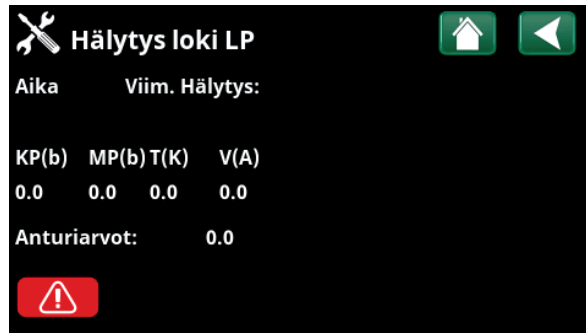 Hälytys loki LP
Aika Viim. Hälytys:
KP(b) MP(b) T(K) V(A)
0.0 0.0 0.0 0.0
Anturiarvot: 0.0